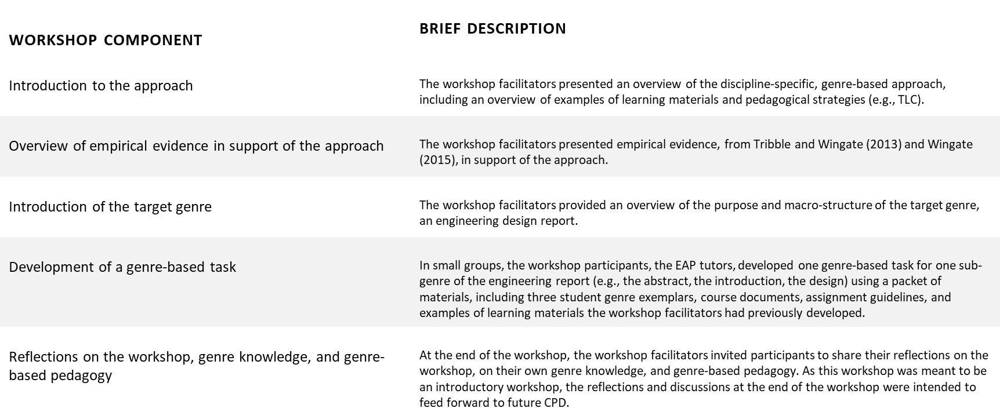 WORKSHOP COMPONENT
BRIEF DESCRIPTION
Introduction to the approach
The workshop facilitators presented an overview of the discipline-specific, genre-based approach,
including an overview of examples of learning materials and pedagogical strategies (e.g., TLC).
Overview of empirical evidence in support of the approach
The workshop facilitators presented empirical evidence, from Tribble and Wingate (2013) and Wingate
(2015), in support of the approach.
Introduction of the target genre
The workshop facilitators provided an overview of the purpose and macro-structure of the target genre,
an engineering design report.
Development of a genre-based task
In small groups, the workshop participants, the EAP tutors, developed one genre-based task for one sub-
genre of the engineering report (e.g., the abstract, the introduction, the design) using a packet of
materials, including three student genre exemplars, course documents, assignment guidelines, and
examples of learning materials the workshop facilitators had previously developed.
Reflections on the workshop, genre knowledge, and genre-
based pedagogy
At the end of the workshop, the workshop facilitators invited participants to share their reflections on the
workshop, on their own genre knowledge, and genre-based pedagogy. As this workshop was meant to be
an introductory workshop, the reflections and discussions at the end of the workshop were intended to
feed forward to future CPD.